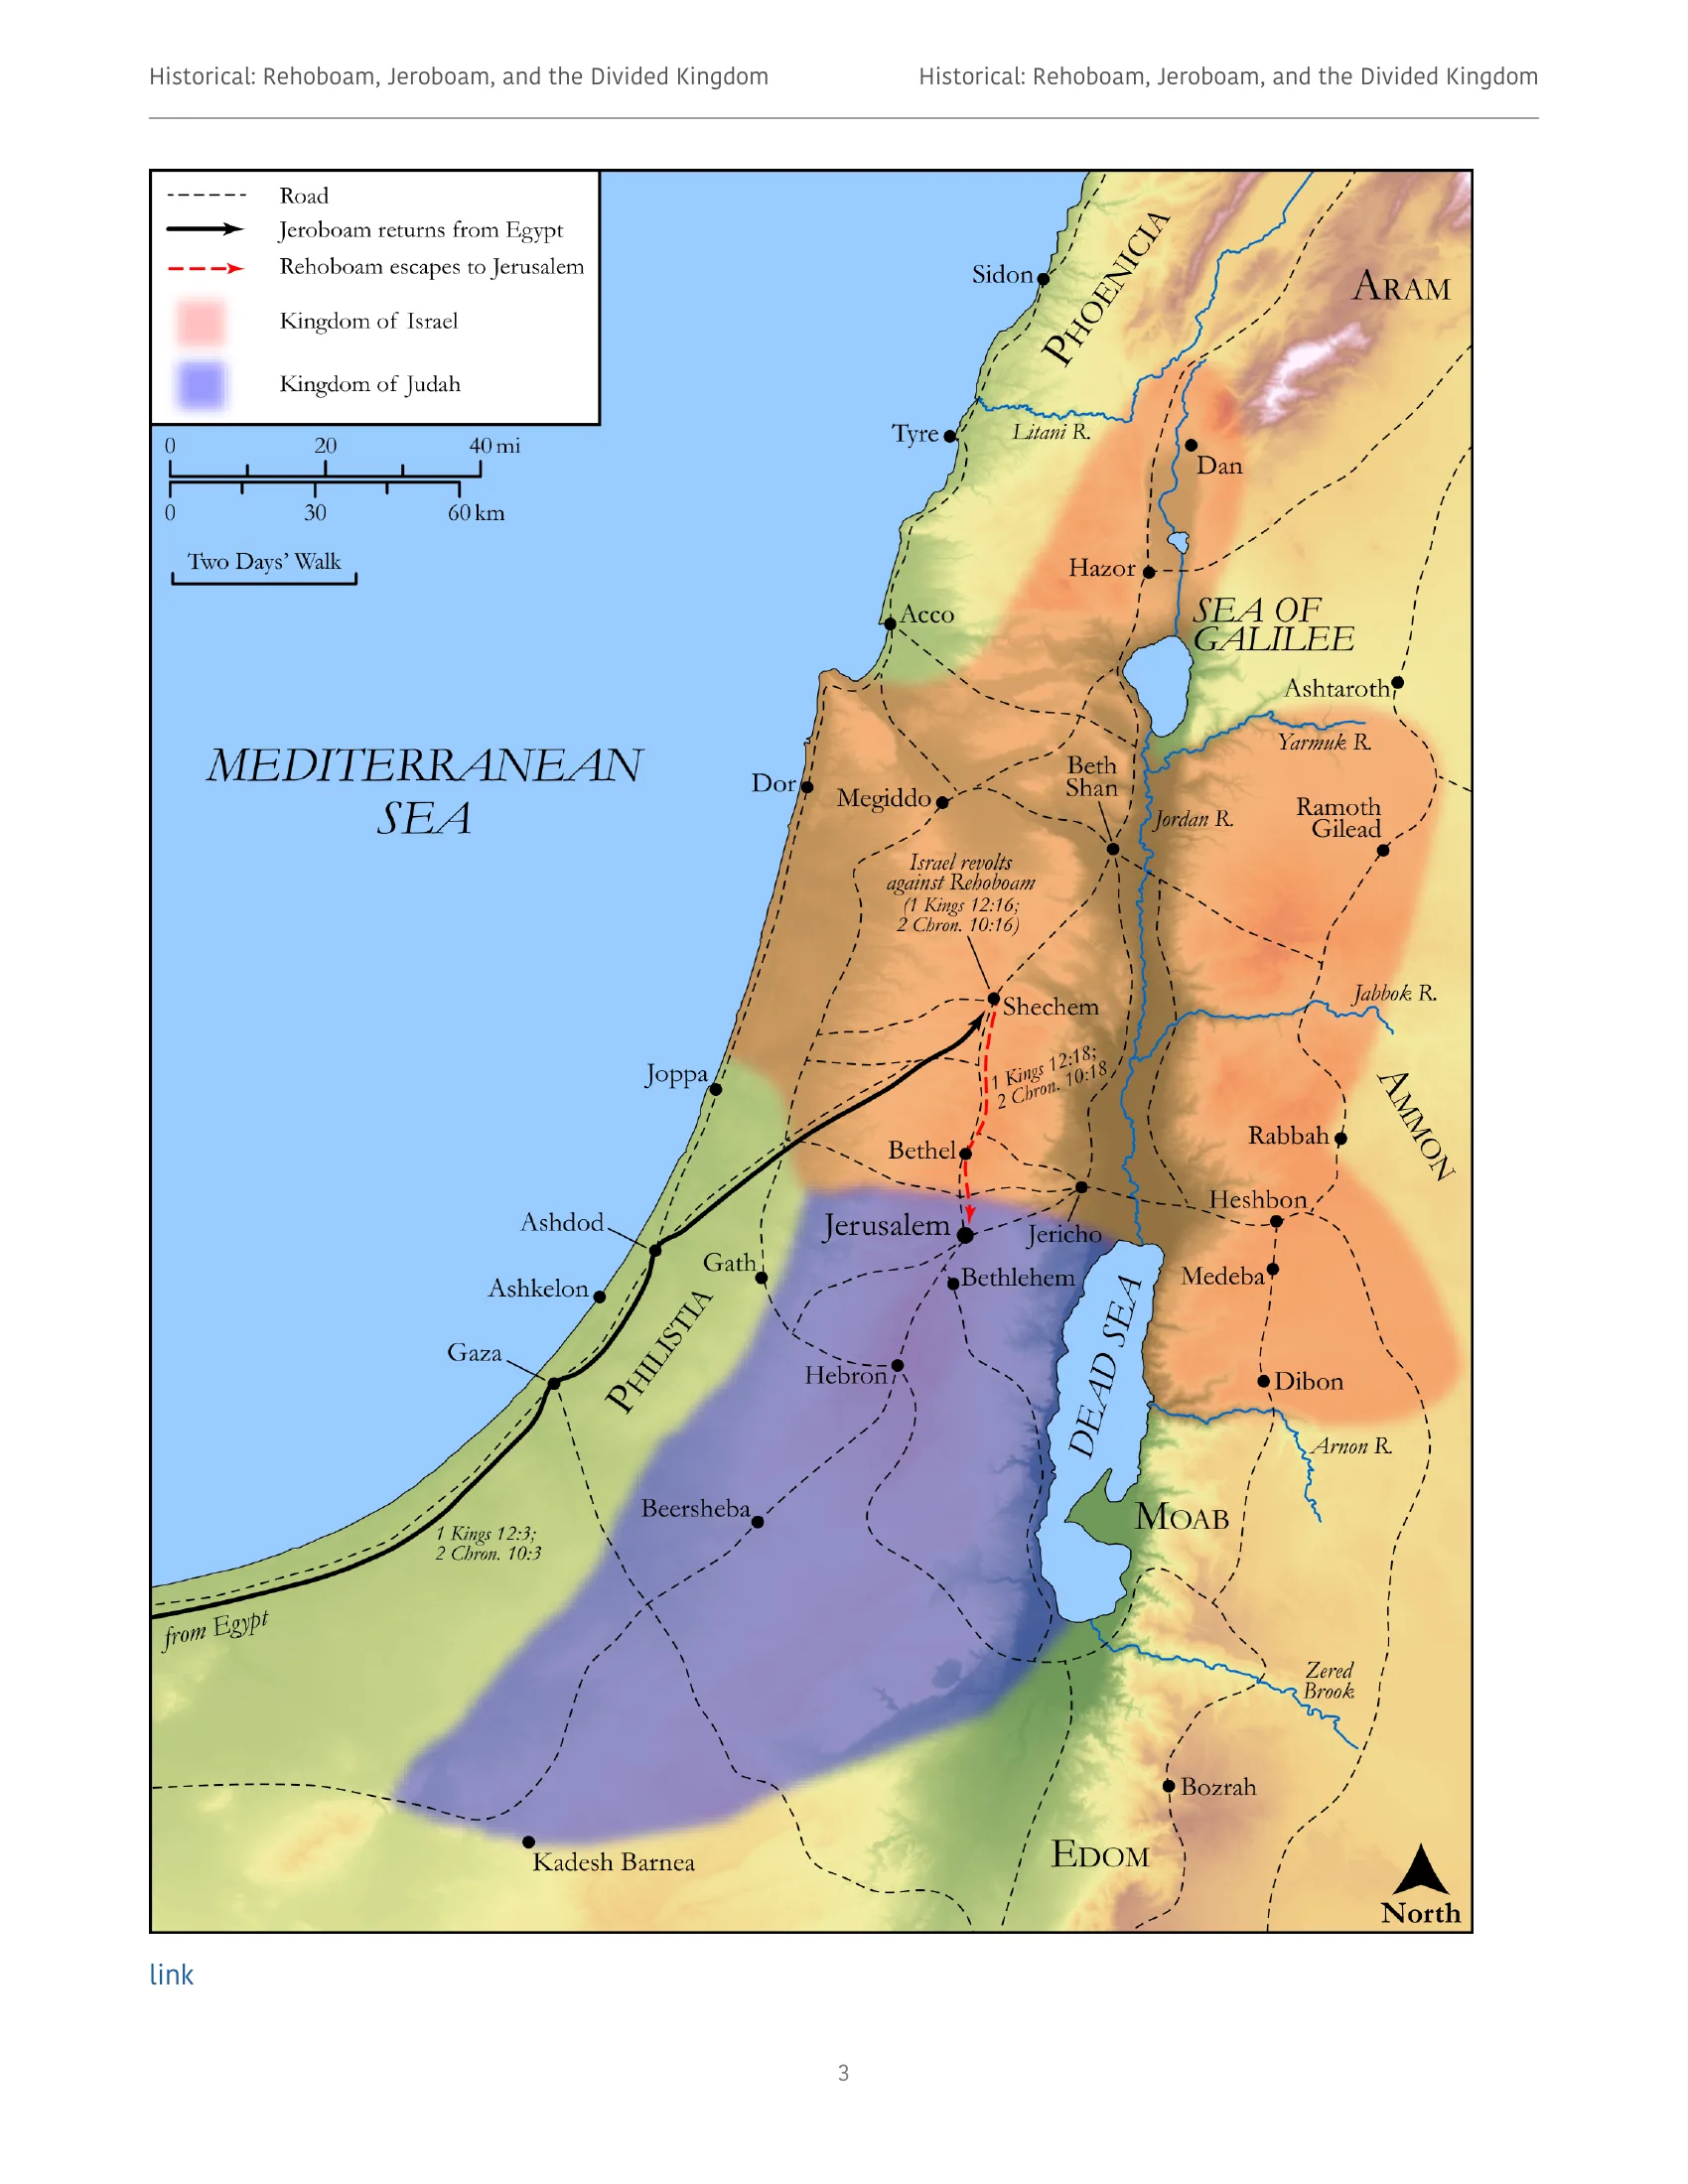 Historical: Rehoboam, Jeroboam, and the Divided Kingdom
Historical: Rehoboam, Jeroboam, and the Divided Kingdom
Road
Jeroboam returns from Egypt
Rehoboam escapes to Jerusalem
Kingdom of Israel
Kingdom of Judah
0 20 40 mi
0 30 60 km
Two Days' Walk
PHOENICIA
Sidon
ARAM
Tyre
Litani R.
Dan
Hazor
Acco
SEA OF
GALILEE
Ashtaroth
Yarmuk R.
MEDITERRANEAN
SEA
Dor
Megiddo
Beth
Shan
Jordan R.
Ramoth
Gilead
Israel revolts
against Rehoboam
(1 Kings 12:16;
2 Chron. 10:16)
Shechem
Jabbok R.
1 Kings 12:18;
2 Chron. 10:18
Joppa
AMMON
Bethel
Rabbah
Heshbon
Ashdod
Jerusalem
Jericho
Gath
Ashkelon
Bethlehem
Medeba
PHILISTIA
DEAD SEA
Gaza
Hebron
Dibon
Arnon R.
Beersheba
MOAB
1 Kings 12:3;
2 Chron. 10:3
from Egypt
Zered
Brook
Bozrah
Kadesh Barnea
EDOM
North
link
3